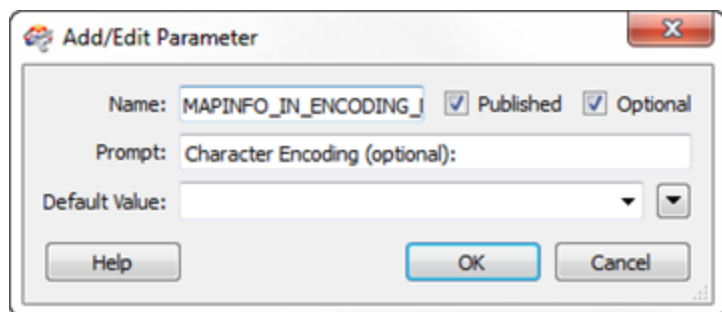 Add/Edit Parameter
Name: MAPINFO_IN_ENCODING_ Published Optional
Prompt: Character Encoding (optional):
Default Value:
Help OK Cancel